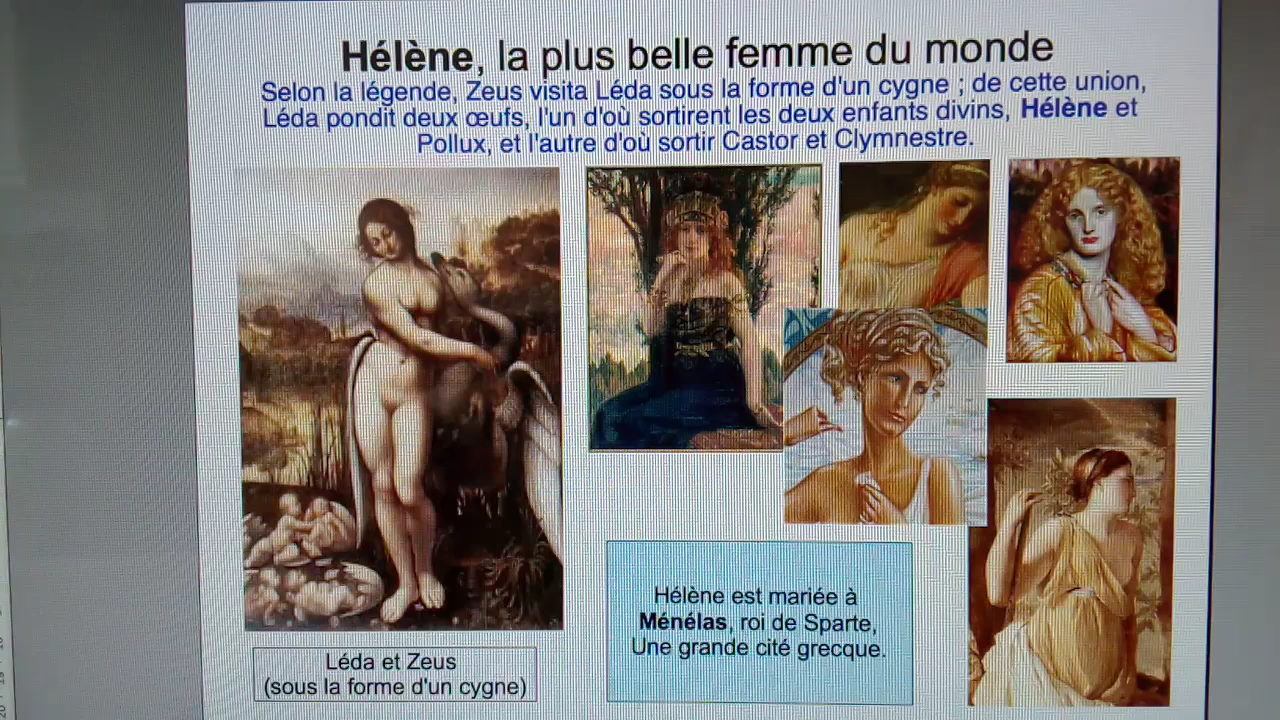 Hélène, la plus belle femme du monde
Selon la légende, Zeus visita Léda sous la forme d'un cygne ; de cette union,
Léda pondit deux œufs, l'un d'où sortirent les deux enfants divins, Hélène et
Pollux, et l'autre d'où sortir Castor et Clymnestre.
Hélène est mariée à
Ménélas, roi de Sparte,
Une grande cité grecque.
Léda et Zeus
(sous la forme d'un cygne)